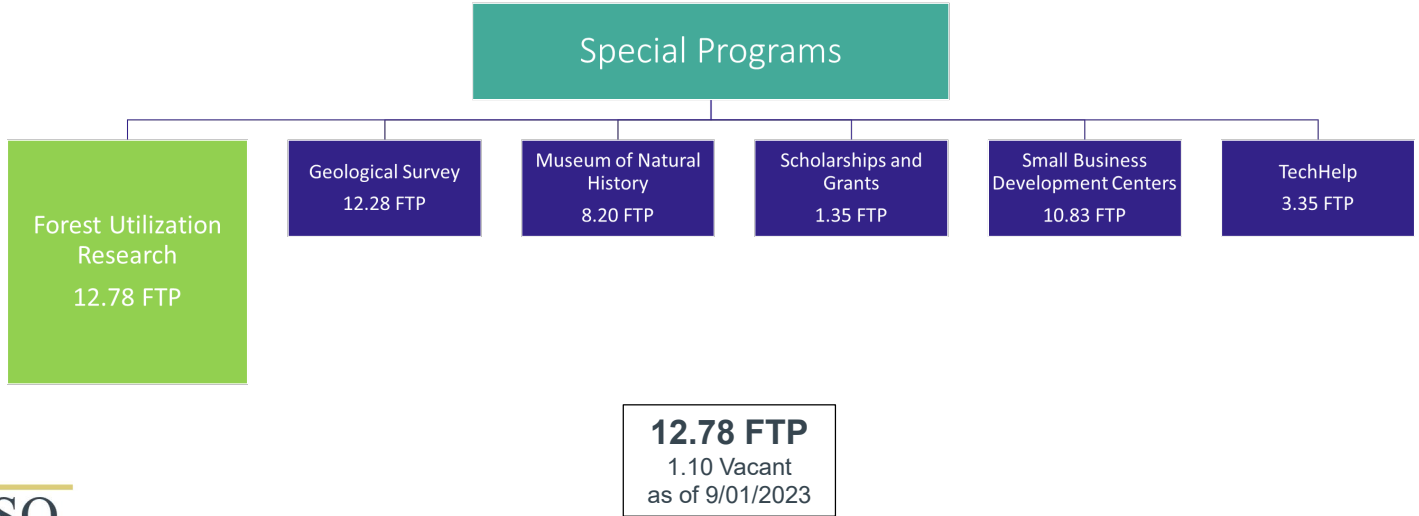 Special Programs
Forest Utilization
Research
12.78 FTP
Geological Survey
12.28 FTP
Museum of Natural
History
8.20 FTP
Scholarships and
Grants
1.35 FTP
Small Business
Development Centers
10.83 FTP
TechHelp
3.35 FTP
12.78 FTP
1.10 Vacant
as of 9/01/2023